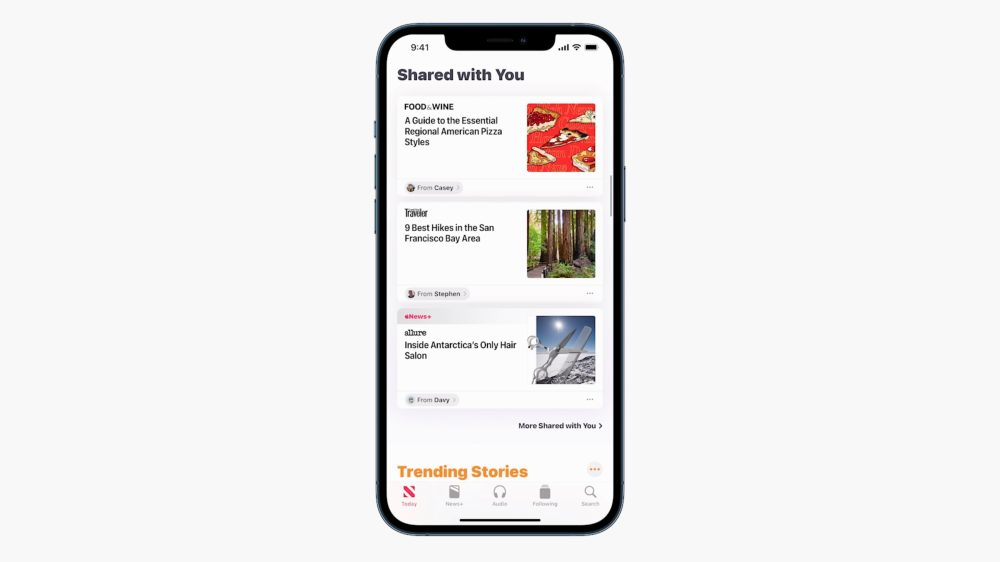 9:41
Shared with You
FOOD&WINE
A Guide to the Essential
Regional American Pizza
Styles
From Casey
Traveler
9 Best Hikes in the San
Francisco Bay Area
From Stephen
News+
allure
Inside Antarctica's Only Hair
Salon
From Davy
More Shared with You
Trending Stories
Today
News+
Audio
Following
Search